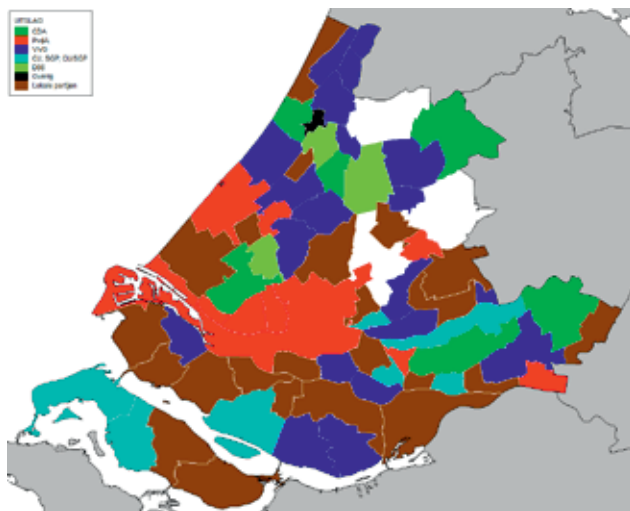 UITSLAG
CDA
PvdA
VVD
CU, SGP, CU/SGP
D66
Overig
Lokale partijen